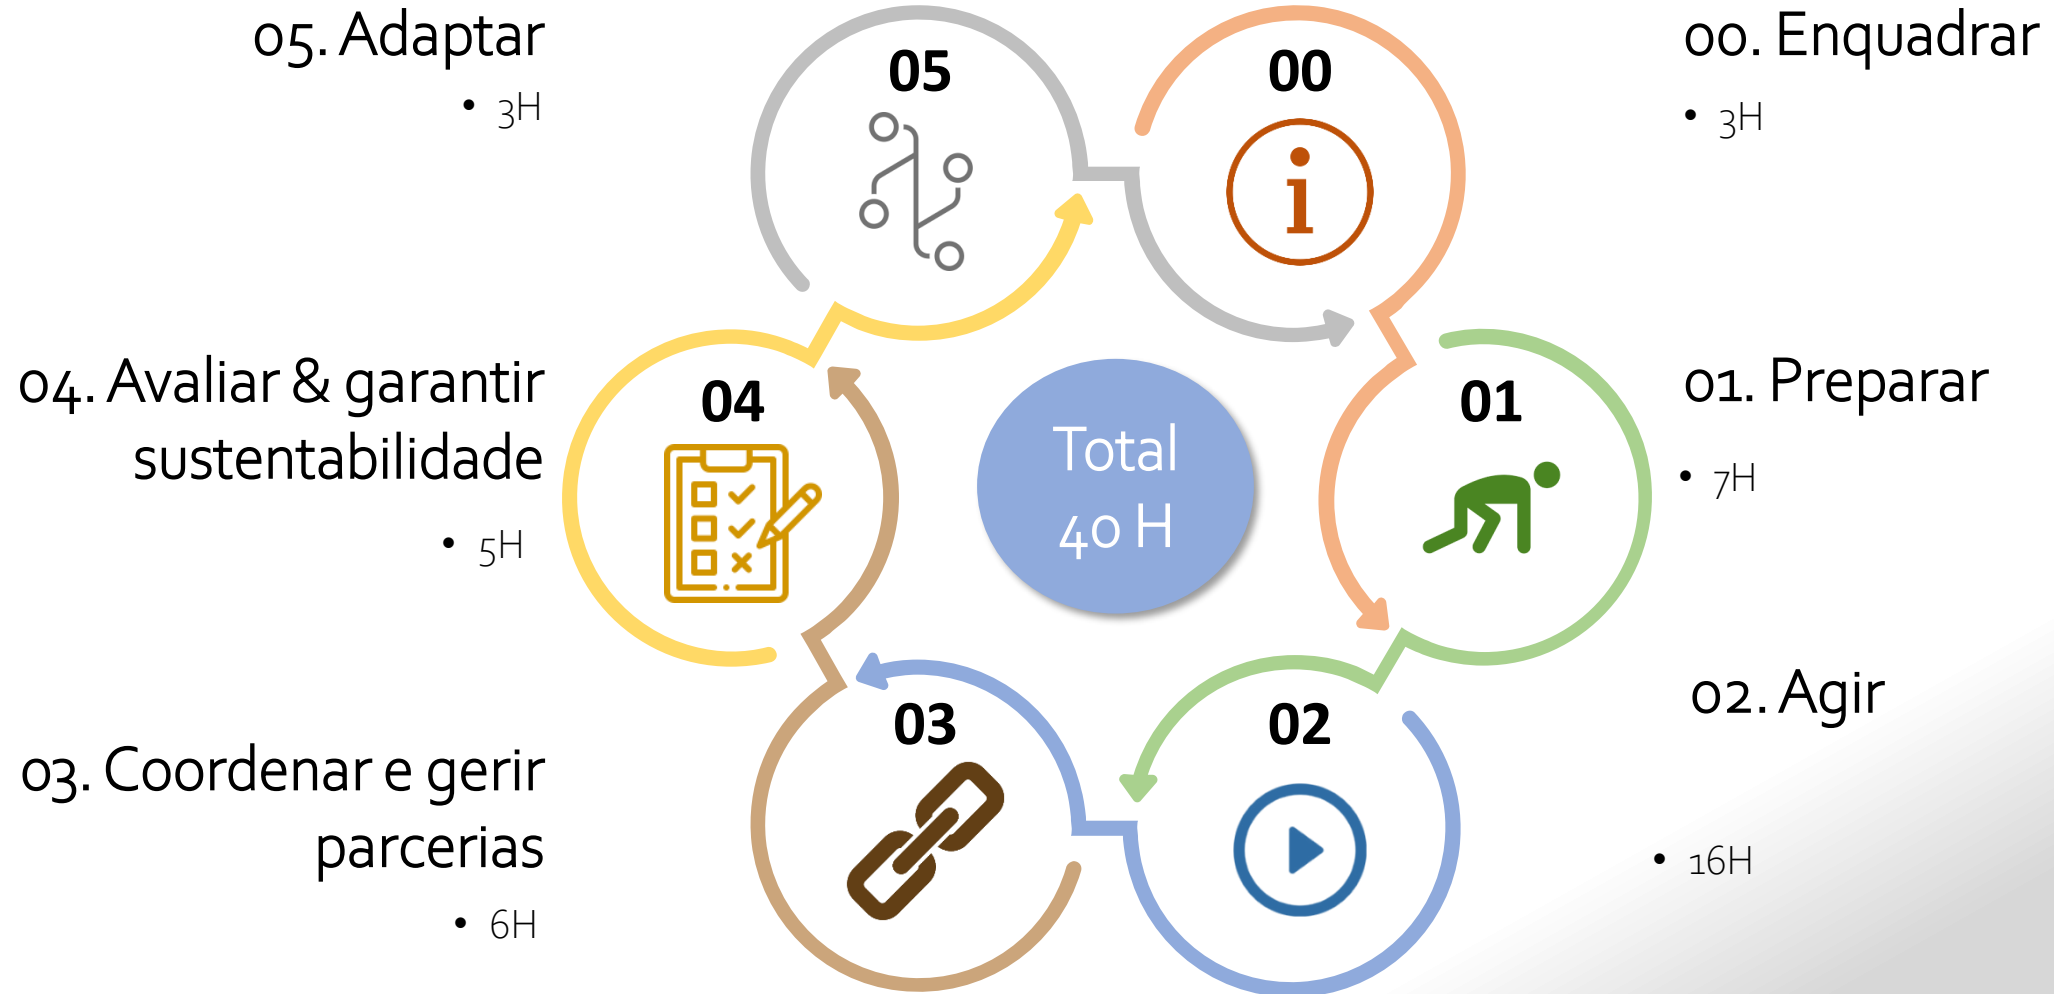 05. Adaptar
• 3H
05
00
00. Enquadrar
• 3H
04. Avaliar & garantir
sustentabilidade
• 5H
04
Total
40 H
01
01. Preparar
• 7H
03. Coordenar e gerir
parcerias
• 6H
03
02
02. Agir
• 16H